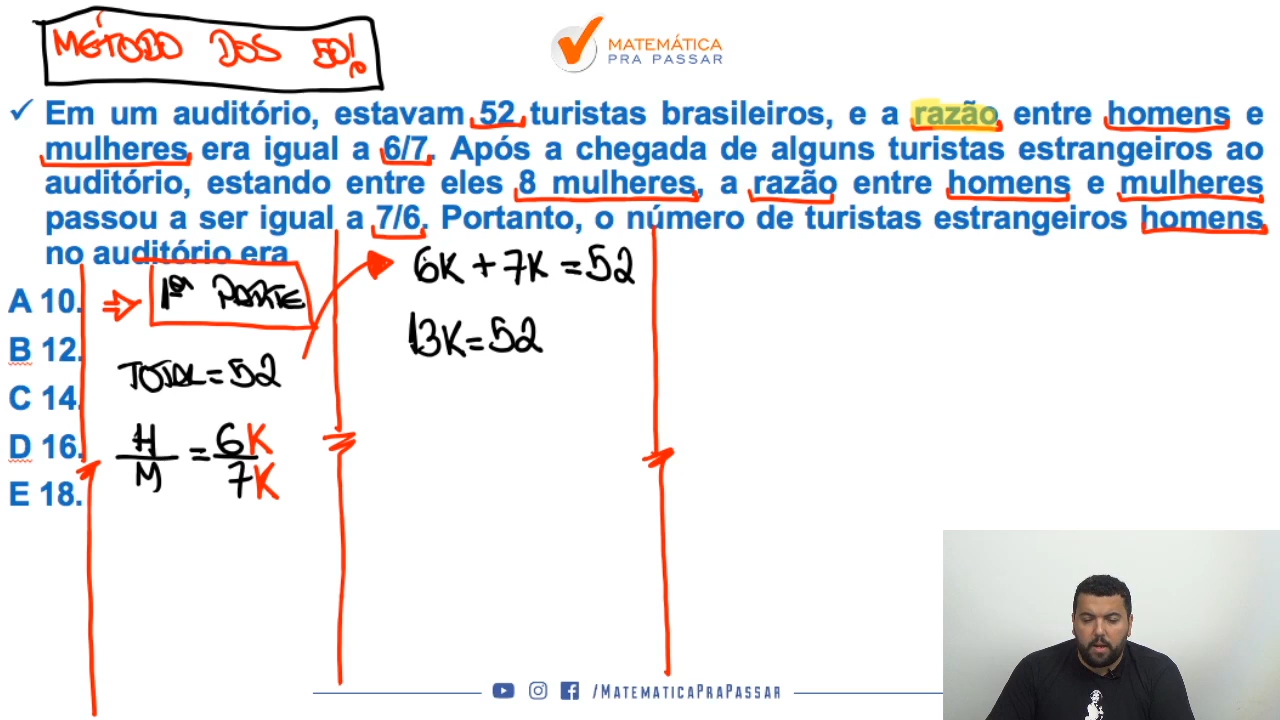 MÉTODO DOS 50!
MATEMÁTICA
PRA PASSAR
✓ Em um auditório, estavam 52 turistas brasileiros, e a razão entre homens e
mulheres era igual a 6/7. Após a chegada de alguns turistas estrangeiros ao
auditório, estando entre eles 8 mulheres, a razão entre homens e mulheres
passou a ser igual a 7/6. Portanto, o número de turistas estrangeiros homens
no auditório era
A 10.
B 12.
C 14.
D 16.
E 18.
⇒ 1ª PARTE
TOTAL = 52
H/M = 6K/7K
6K + 7K = 52
13K = 52
/MATEMATICAPRAPASSAR